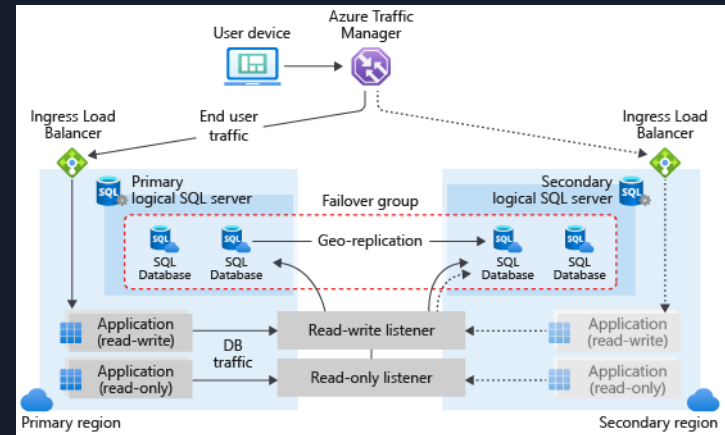 Azure Traffic
Manager
User device
Ingress Load
Balancer
End user
traffic
Ingress Load
Balancer
SQL
Primary
logical SQL server
Secondary
logical SQL server
SQL
Failover group
SQL
SQL
Database
SQL
SQL
Database
Geo-replication
SQL
SQL
Database
SQL
SQL
Database
Application
(read-write)
DB
traffic
Read-write listener
Application
(read-write)
Application
(read-only)
Read-only listener
Application
(read-only)
Primary region
Secondary region